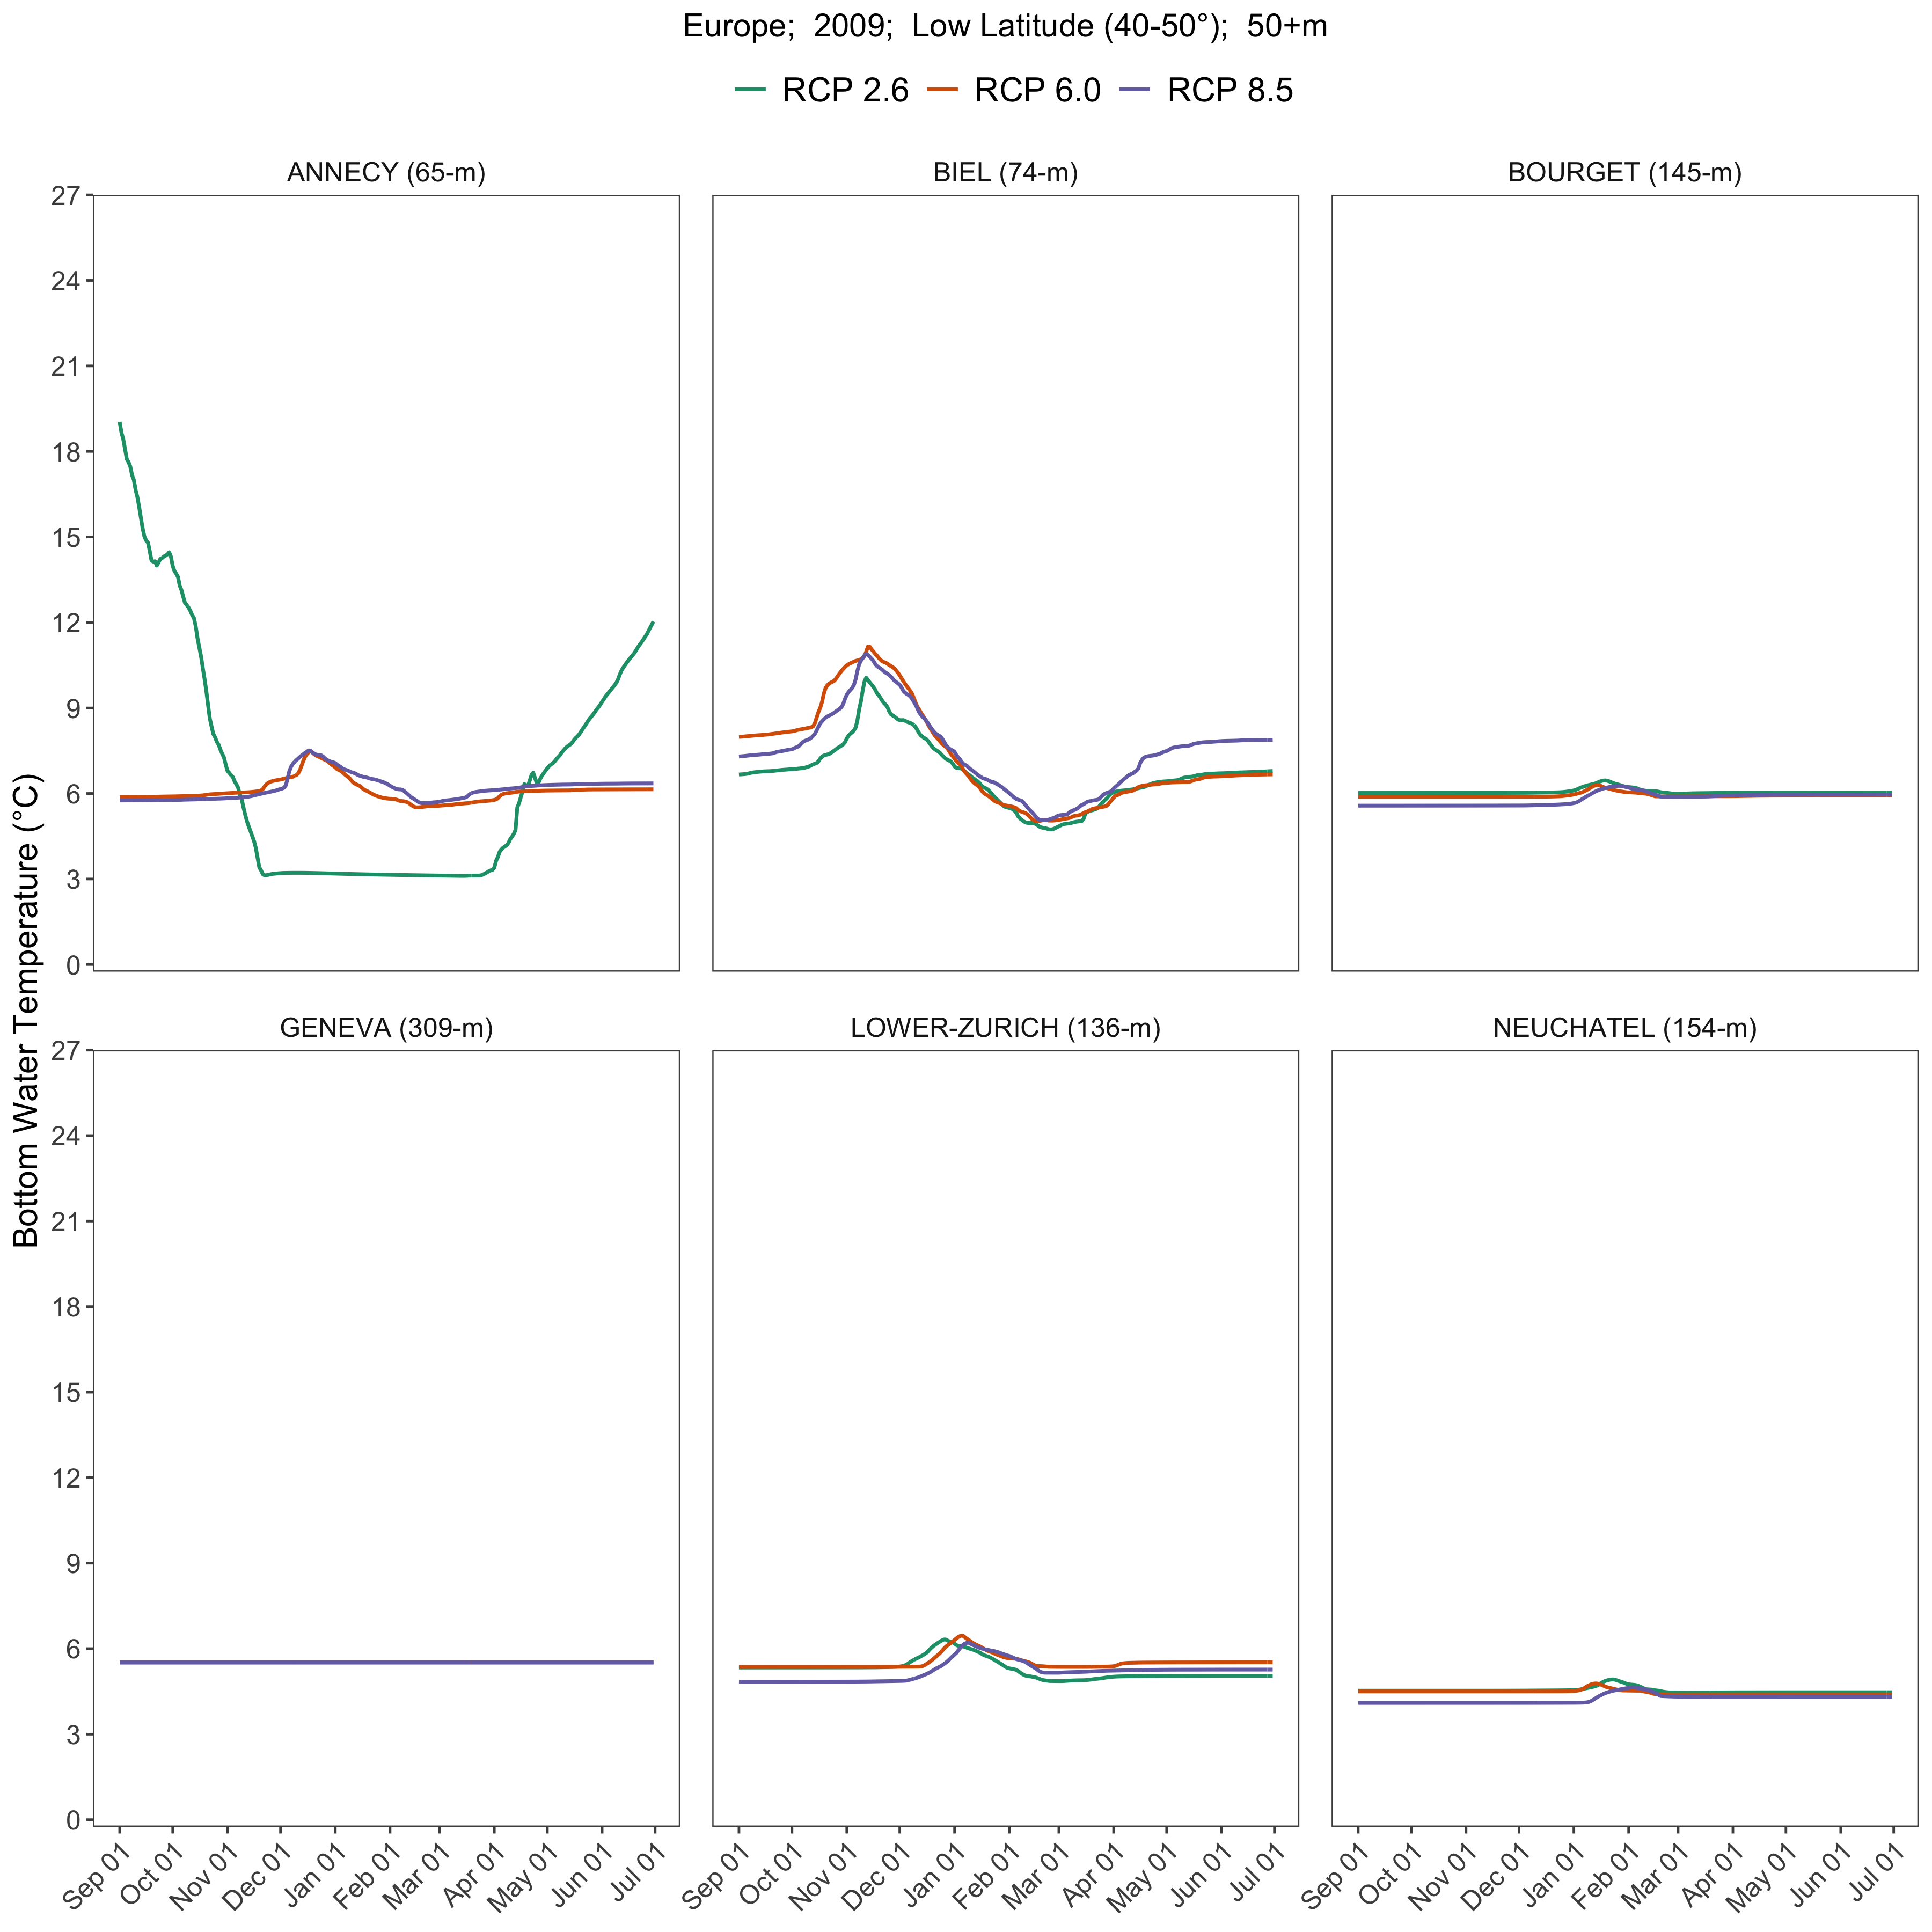 Europe;  2009;  Low Latitude (40-50°);  50+m
RCP 2.6 RCP 6.0 RCP 8.5
ANNECY (65-m) BIEL (74-m) BOURGET (145-m)
27
24
21
18
15
12
9
6
3
0
Bottom Water Temperature (°C)
GENEVA (309-m) LOWER-ZURICH (136-m) NEUCHATEL (154-m)
27
24
21
18
15
12
9
6
3
0
Sep 01 Oct 01 Nov 01 Dec 01 Jan 01 Feb 01 Mar 01 Apr 01 May 01 Jun 01 Jul 01
Sep 01 Oct 01 Nov 01 Dec 01 Jan 01 Feb 01 Mar 01 Apr 01 May 01 Jun 01 Jul 01
Sep 01 Oct 01 Nov 01 Dec 01 Jan 01 Feb 01 Mar 01 Apr 01 May 01 Jun 01 Jul 01